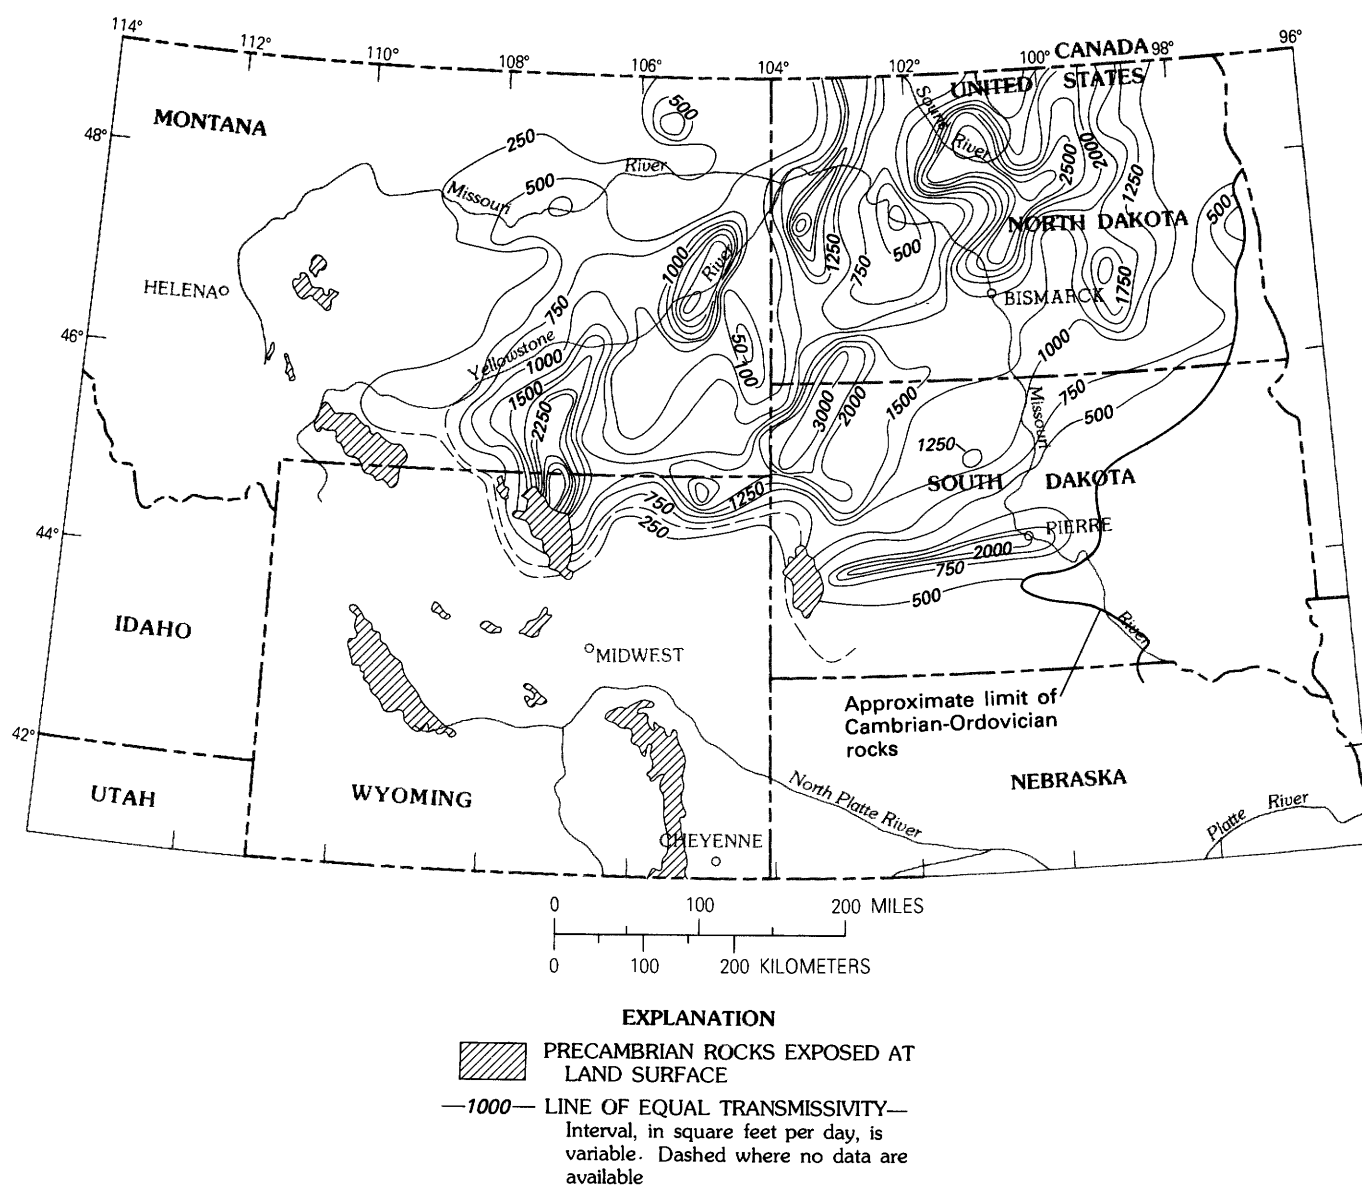 114°
112°
110°
108°
106°
104°
102°
100°
CANADA
98°
96°
UNITED STATES
MONTANA
500
Souris River
48°
250
River
2000
2500
1250
Missouri
500
NORTH DAKOTA
500
1000
River
1250
750
500
HELENA
1750
BISMARCK
750
46°
Yellowstone
1000
50
100
1000
1500
2250
3000
2000
1500
Missouri
750
500
1250
SOUTH DAKOTA
750
1250
250
PIERRE
44°
2000
750
500
IDAHO
MIDWEST
River
Approximate limit of
Cambrian-Ordovician
rocks
42°
UTAH
WYOMING
North Platte River
NEBRASKA
Platte River
CHEYENNE
0 100 200 MILES
0 100 200 KILOMETERS
EXPLANATION
PRECAMBRIAN ROCKS EXPOSED AT
LAND SURFACE
—1000— LINE OF EQUAL TRANSMISSIVITY—
Interval, in square feet per day, is
variable. Dashed where no data are
available